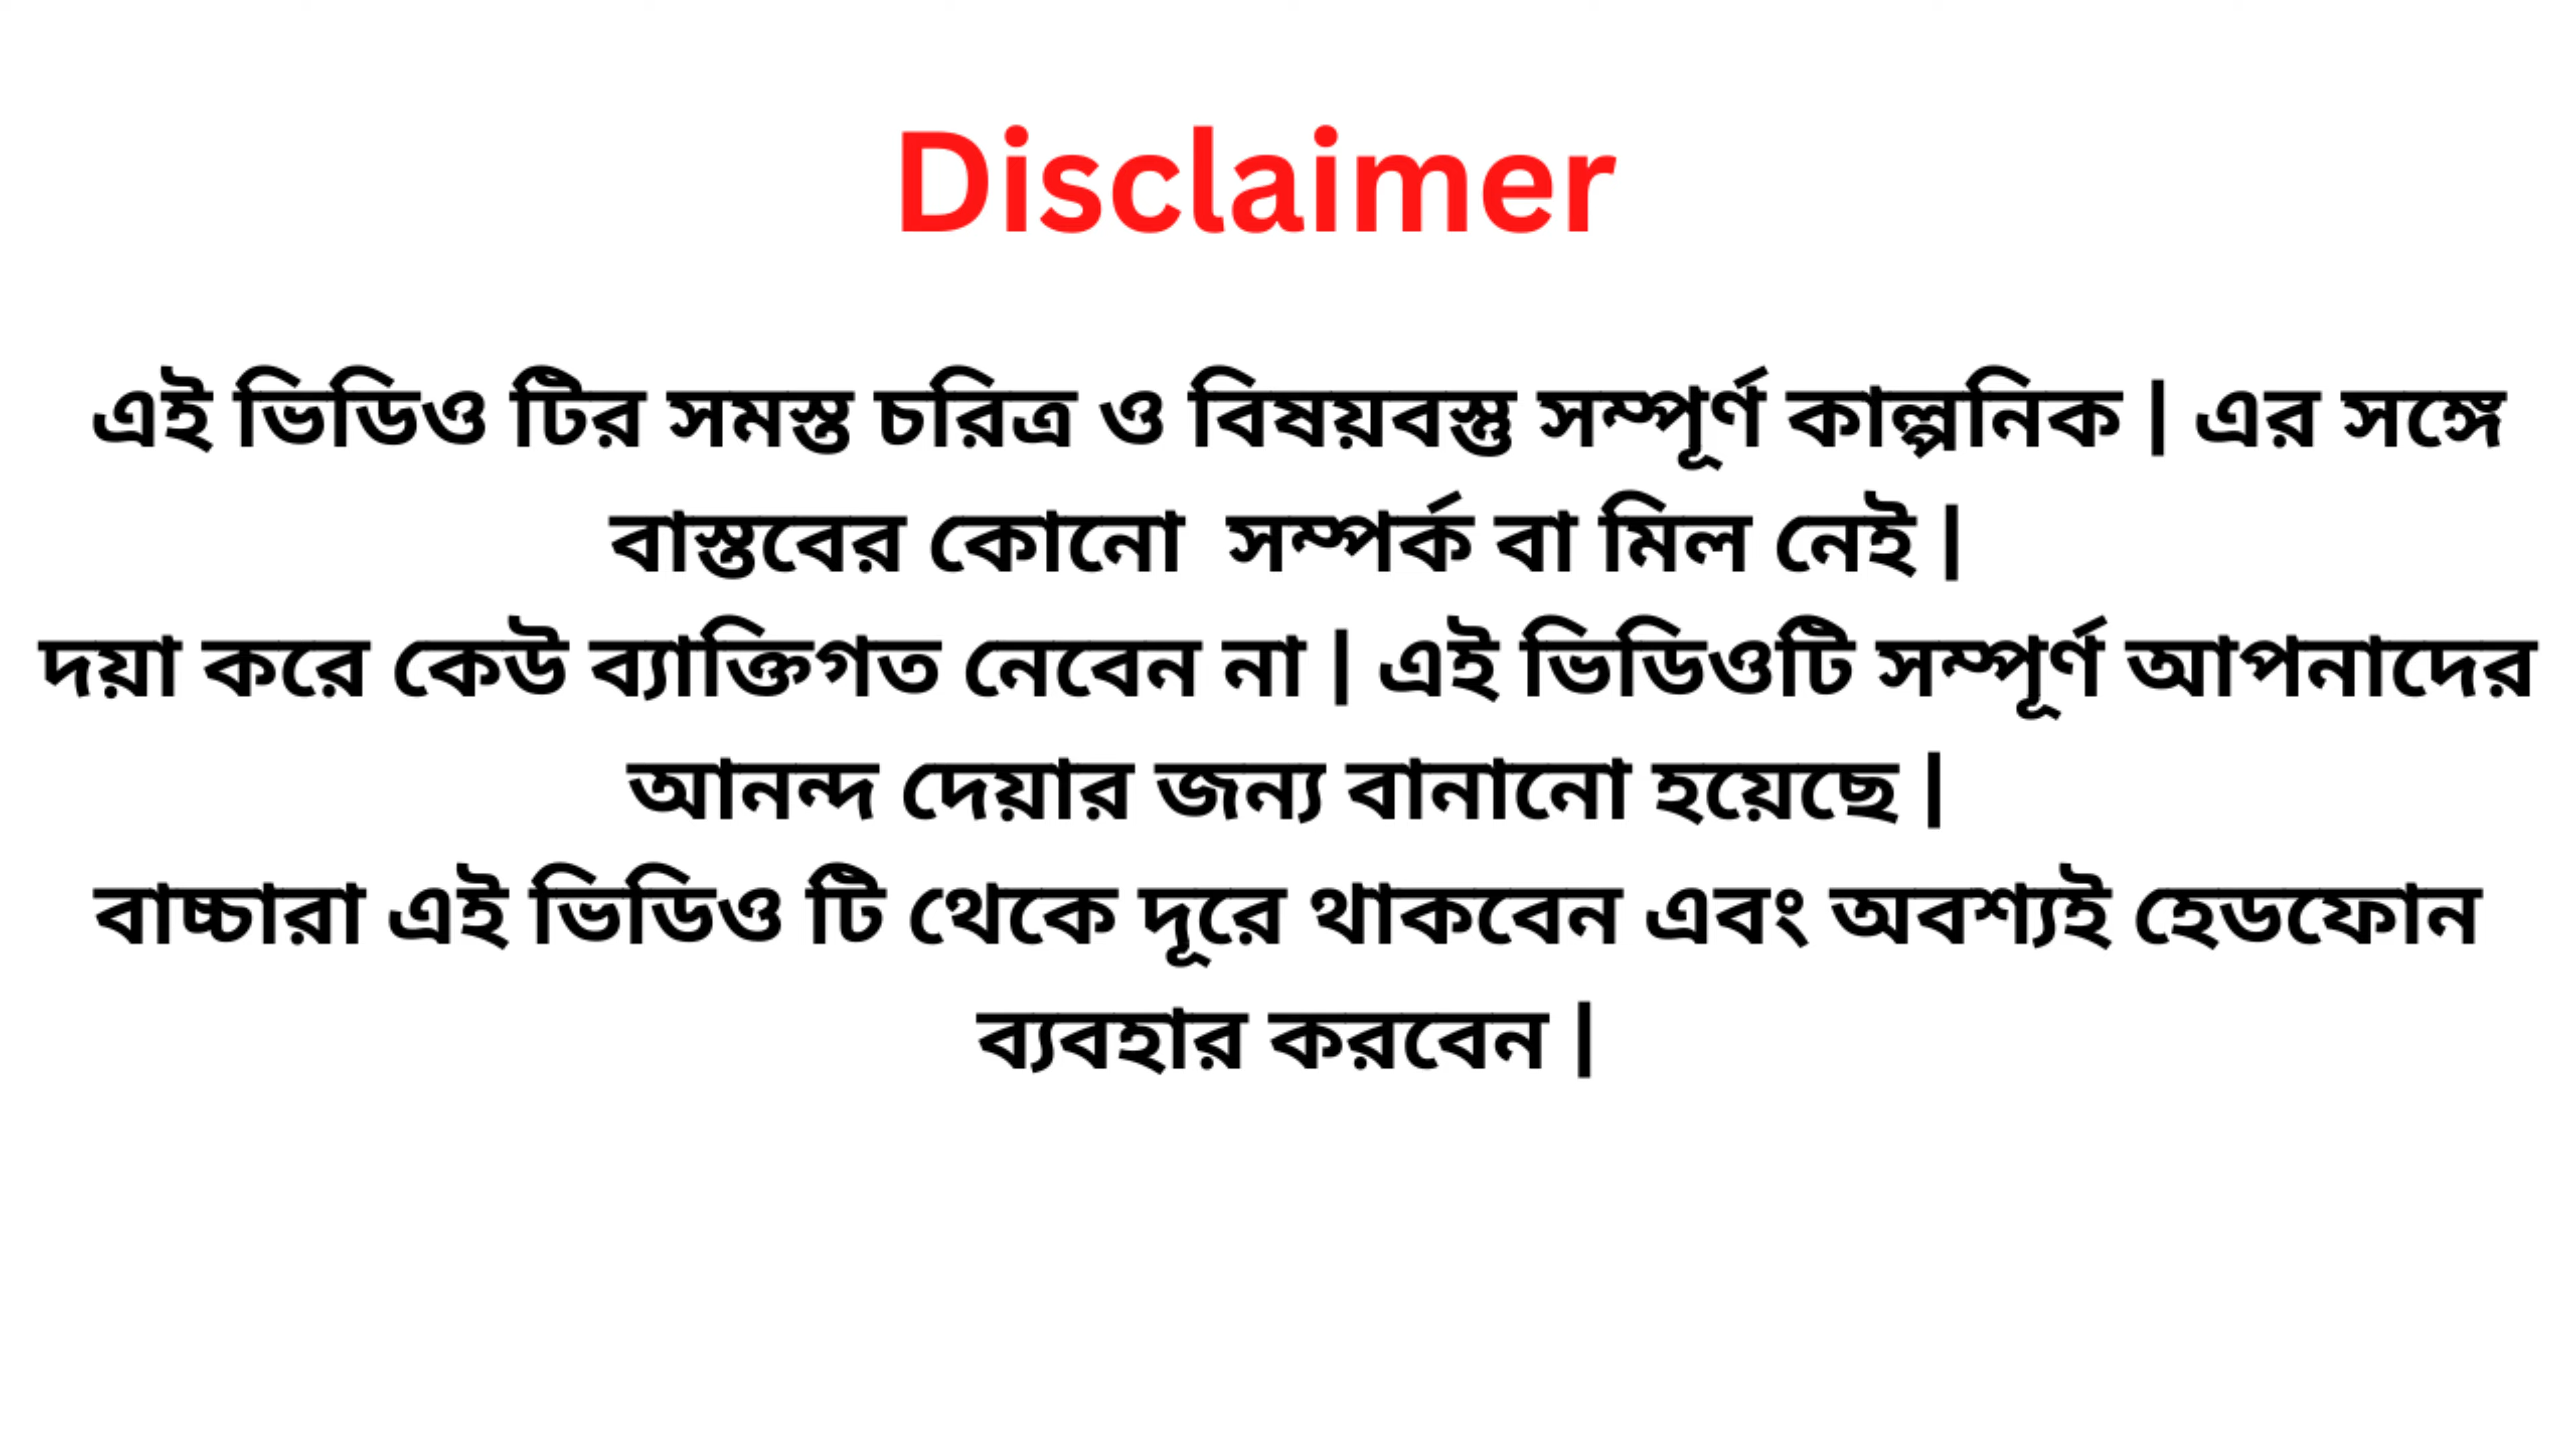 Disclaimer
এই ভিডিও টির সমস্ত চরিত্র ও বিষয়বস্তু সম্পূর্ণ কাল্পনিক | এর সঙ্গে
বাস্তবের কোনো  সম্পর্ক বা মিল নেই |
দয়া করে কেউ ব্যাক্তিগত নেবেন না | এই ভিডিওটি সম্পূর্ণ আপনাদের
আনন্দ দেয়ার জন্য বানানো হয়েছে |
বাচ্চারা এই ভিডিও টি থেকে দূরে থাকবেন এবং অবশ্যই হেডফোন
ব্যবহার করবেন |